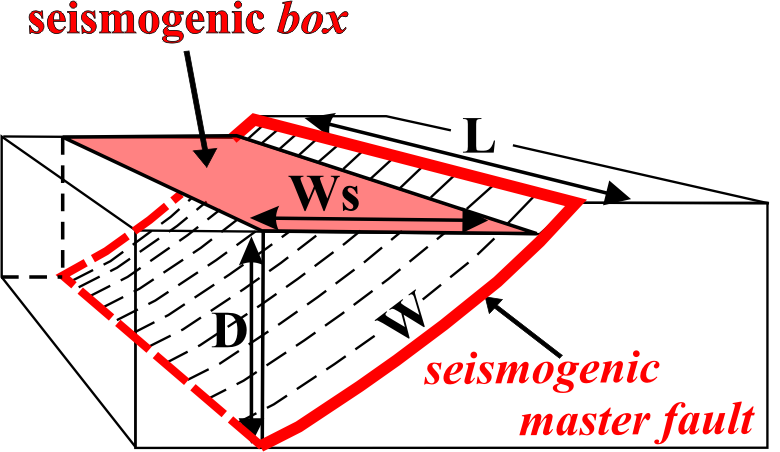 seismogenic box
L
Ws
D
W
seismogenic
master fault